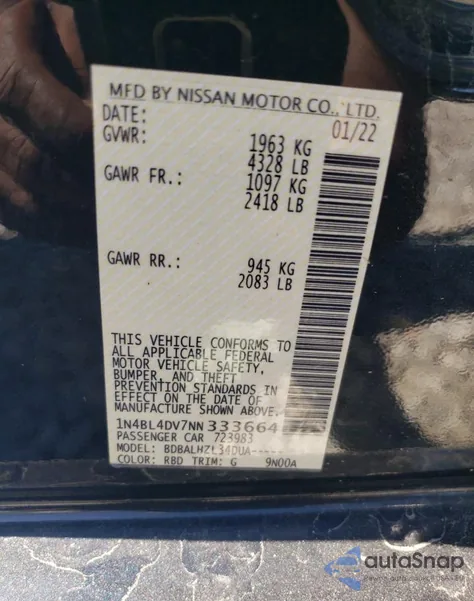 MFD BY NISSAN MOTOR CO., LTD.
DATE: 01/22
GVWR: 1963 KG
4328 LB
GAWR FR.: 1097 KG
2418 LB
GAWR RR.: 945 KG
2083 LB
THIS VEHICLE CONFORMS TO
ALL APPLICABLE FEDERAL
MOTOR VEHICLE SAFETY,
BUMPER, AND THEFT
PREVENTION STANDARDS IN
EFFECT ON THE DATE OF
MANUFACTURE SHOWN ABOVE.
1N4BL4DV7NN333664
PASSENGER CAR 723983
MODEL: BDBALHZL34DUA-----
COLOR: RBD TRIM: G 9N00A
autoSnap